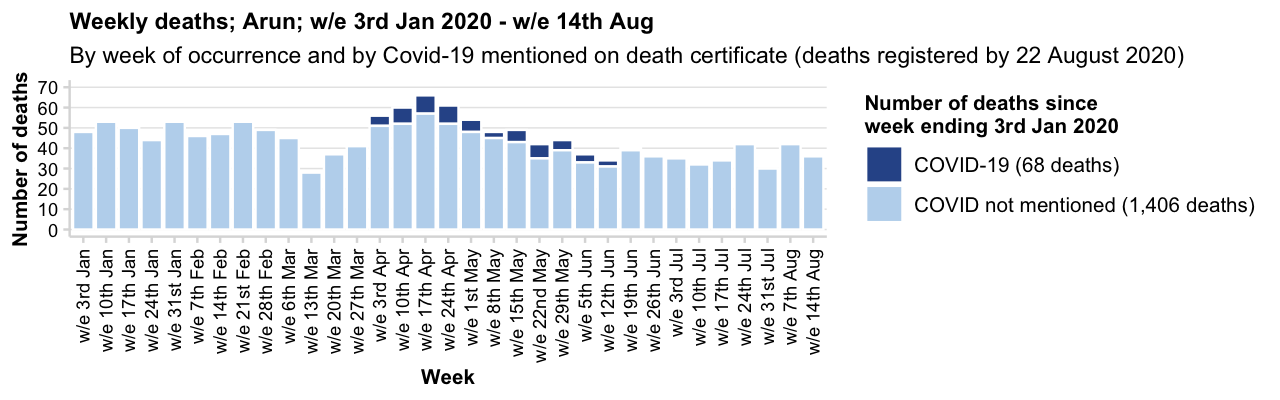 Weekly deaths; Arun; w/e 3rd Jan 2020 - w/e 14th Aug
By week of occurrence and by Covid-19 mentioned on death certificate (deaths registered by 22 August 2020)
Number of deaths
70
60
50
40
30
20
10
0
w/e 3rd Jan
w/e 10th Jan
w/e 17th Jan
w/e 24th Jan
w/e 31st Jan
w/e 7th Feb
w/e 14th Feb
w/e 21st Feb
w/e 28th Feb
w/e 6th Mar
w/e 13th Mar
w/e 20th Mar
w/e 27th Mar
w/e 3rd Apr
w/e 10th Apr
w/e 17th Apr
w/e 24th Apr
w/e 1st May
w/e 8th May
w/e 15th May
w/e 22nd May
w/e 29th May
w/e 5th Jun
w/e 12th Jun
w/e 19th Jun
w/e 26th Jun
w/e 3rd Jul
w/e 10th Jul
w/e 17th Jul
w/e 24th Jul
w/e 31st Jul
w/e 7th Aug
w/e 14th Aug
Week
Number of deaths since
week ending 3rd Jan 2020
COVID-19 (68 deaths)
COVID not mentioned (1,406 deaths)